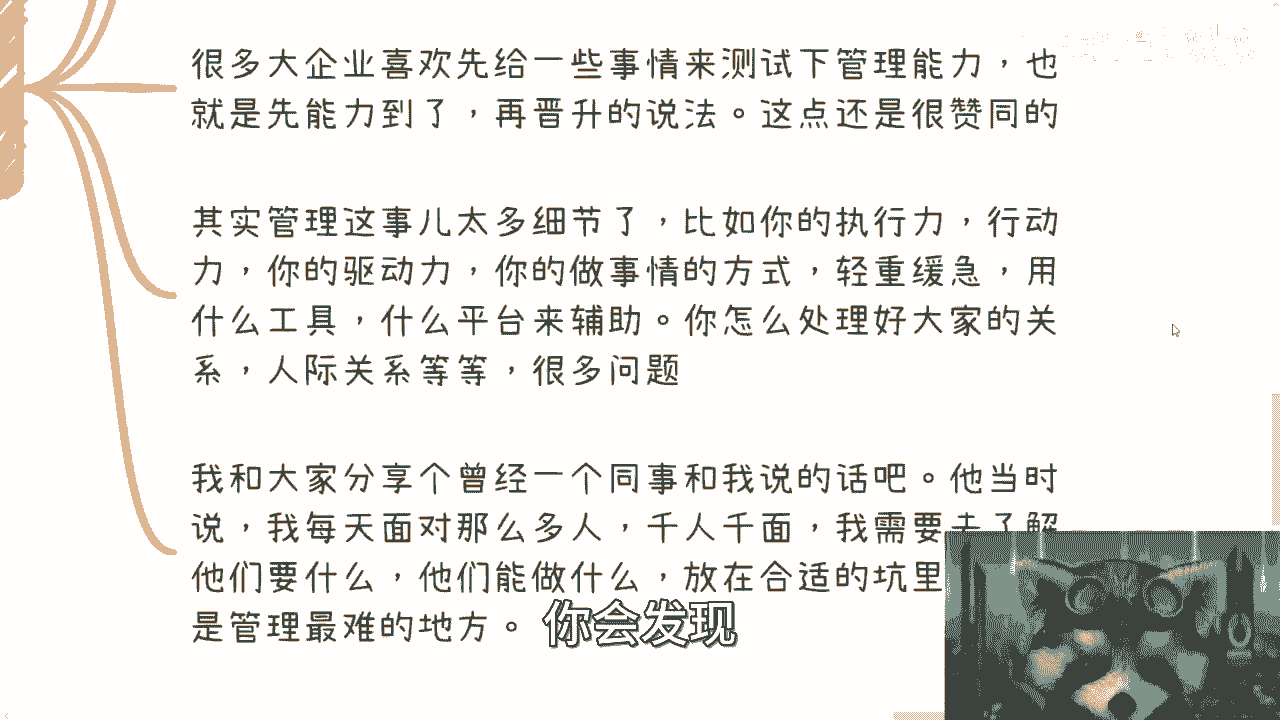 很多大企业喜欢先给一些事情来测试下管理能力，也
就是先能力到了，再晋升的说法。这点还是很赞同的
其实管理这事儿太多细节了，比如你的执行力，行动
力，你的驱动力，你的做事情的方式，轻重缓急，用
什么工具，什么平台来辅助。你怎么处理好大家的关
系，人际关系等等，很多问题
我和大家分享个曾经一个同事和我说的话吧。他当时
说，我每天面对那么多人，千人千面，我需要去了解
他们要什么，他们能做什么，放在合适的坑里
是管理最难的地方。
你会发现